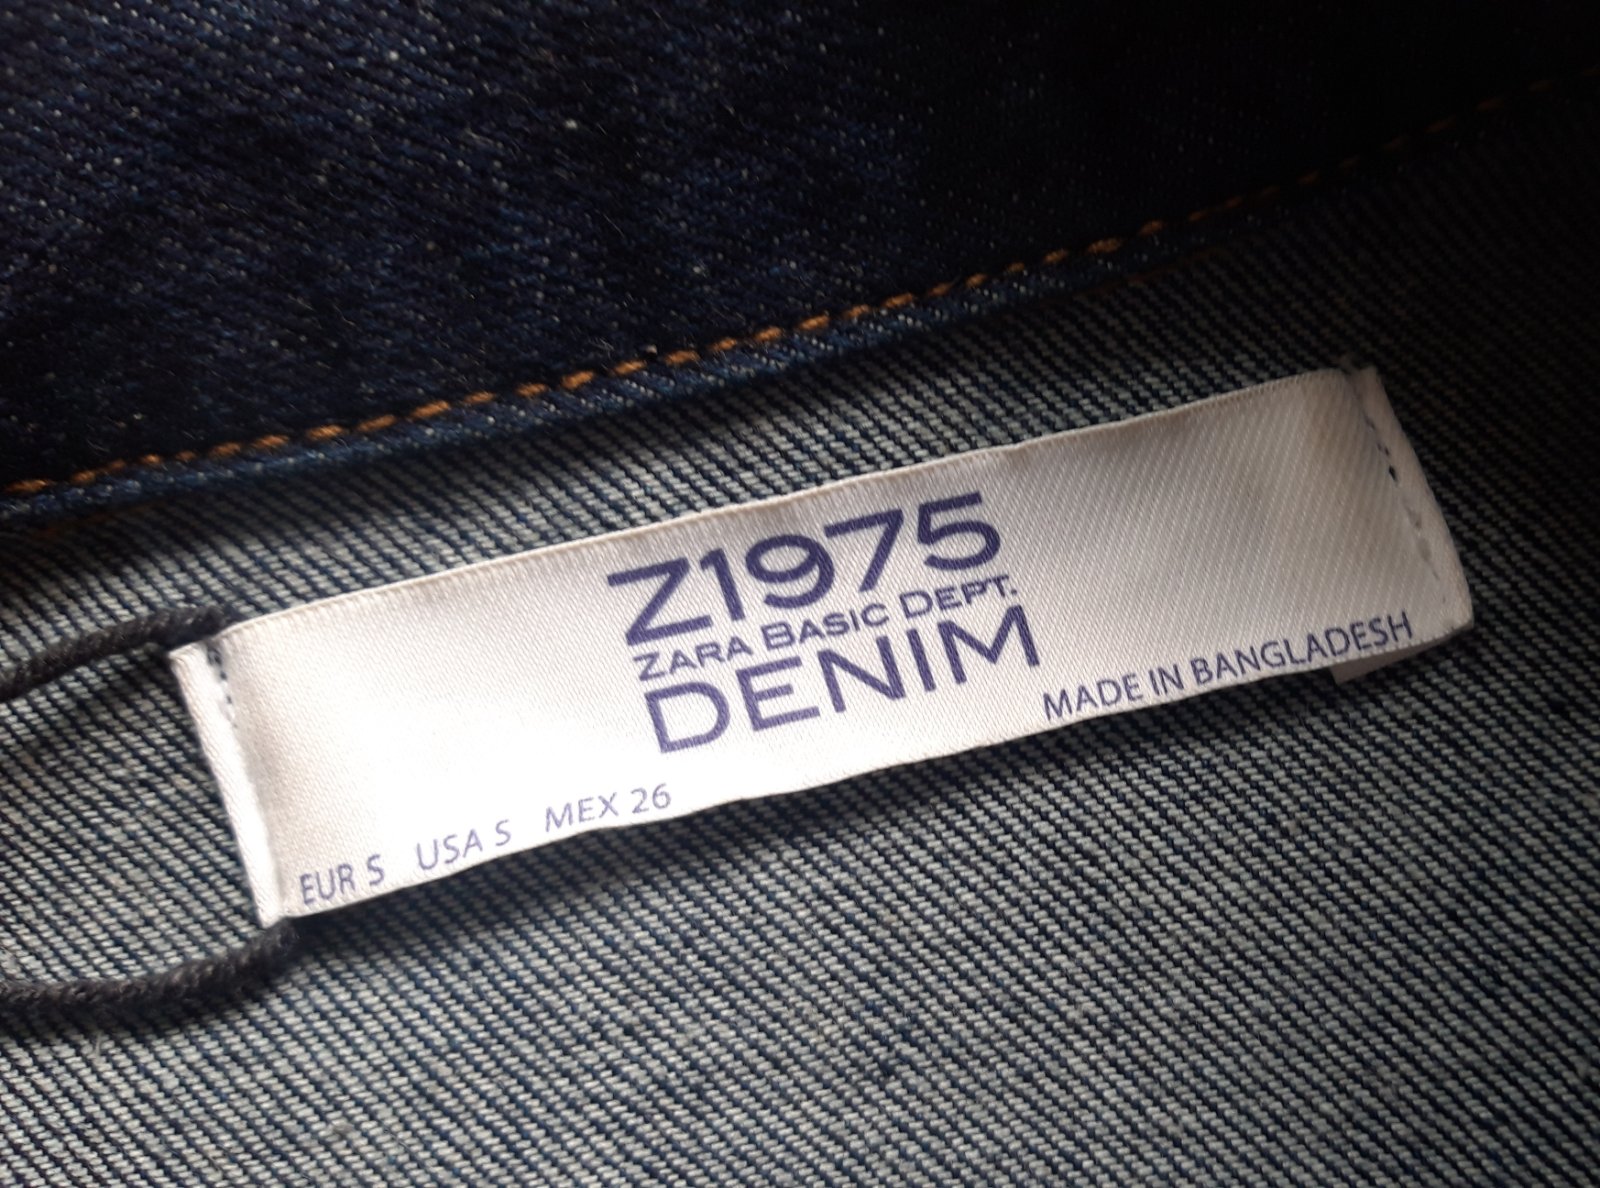 Z1975
ZARA BASIC DEPT.
DENIM
MADE IN BANGLADESH
EUR S USA S MEX 26